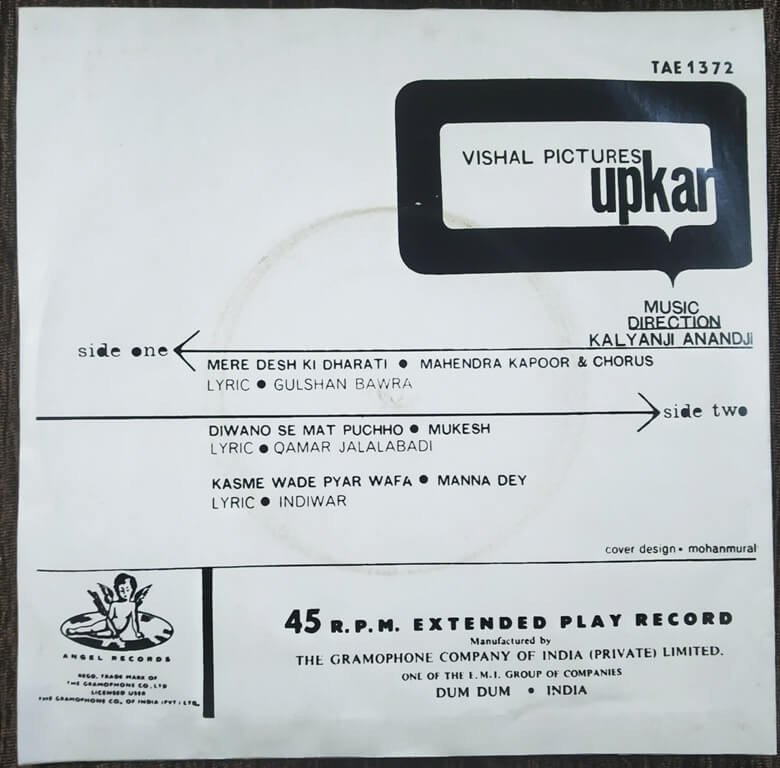 TAE 1372
VISHAL PICTURES
upkar
MUSIC
DIRECTION
KALYANJI ANANDJI
side one
MERE DESH KI DHARATI ● MAHENDRA KAPOOR & CHORUS
LYRIC ● GULSHAN BAWRA
side two
DIWANO SE MAT PUCHHO ● MUKESH
LYRIC ● QAMAR JALALABADI
KASME WADE PYAR WAFA ● MANNA DEY
LYRIC ● INDIWAR
cover design • mohanmurali
ANGEL RECORDS
REGD. TRADE MARK OF
THE GRAMOPHONE CO., LTD
LICENSED USER
THE GRAMOPHONE CO., OF INDIA (PVT) LTD.
45 R.P.M. EXTENDED PLAY RECORD
Manufactured by
THE GRAMOPHONE COMPANY OF INDIA (PRIVATE) LIMITED.
ONE OF THE E.M.I. GROUP OF COMPANIES
DUM DUM • INDIA